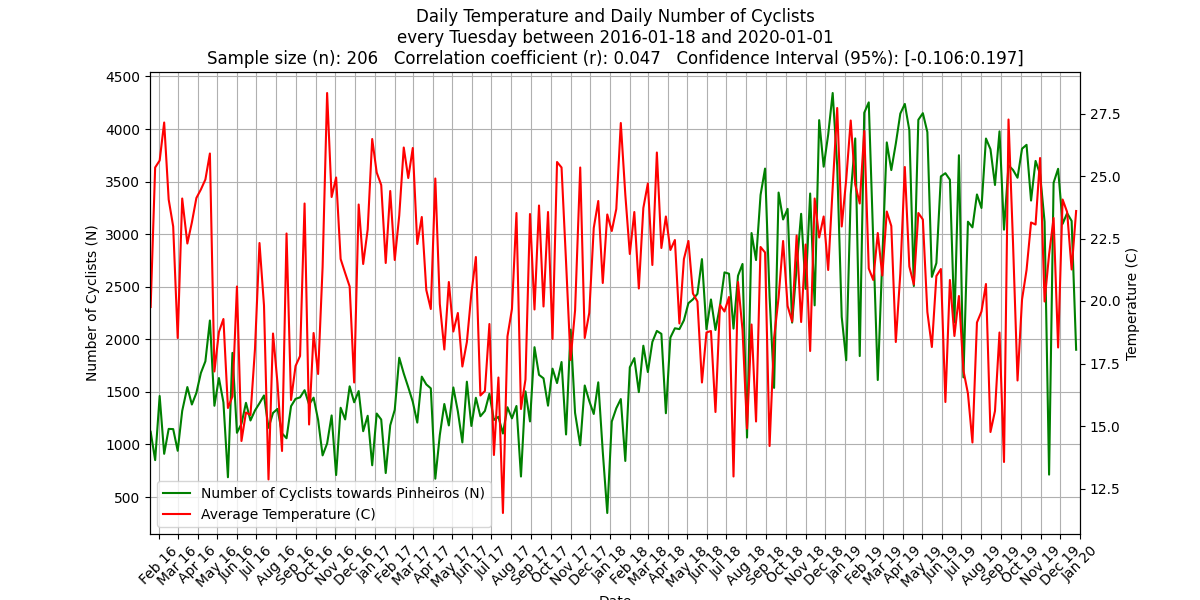 Daily Temperature and Daily Number of Cyclists
every Tuesday between 2016-01-18 and 2020-01-01
Sample size (n): 206   Correlation coefficient (r): 0.047   Confidence Interval (95%): [-0.106:0.197]
Number of Cyclists (N)
4500
4000
3500
3000
2500
2000
1500
1000
500
27.5
25.0
22.5
20.0
17.5
15.0
12.5
Temperature (C)
Number of Cyclists towards Pinheiros (N)
Average Temperature (C)
Feb 16
Mar 16
Apr 16
May 16
Jun 16
Jul 16
Aug 16
Sep 16
Oct 16
Nov 16
Dec 16
Jan 17
Feb 17
Mar 17
Apr 17
May 17
Jun 17
Jul 17
Aug 17
Sep 17
Oct 17
Nov 17
Dec 17
Jan 18
Feb 18
Mar 18
Apr 18
May 18
Jun 18
Jul 18
Aug 18
Sep 18
Oct 18
Nov 18
Dec 18
Jan 19
Feb 19
Mar 19
Apr 19
May 19
Jun 19
Jul 19
Aug 19
Sep 19
Oct 19
Nov 19
Dec 19
Jan 20
Date